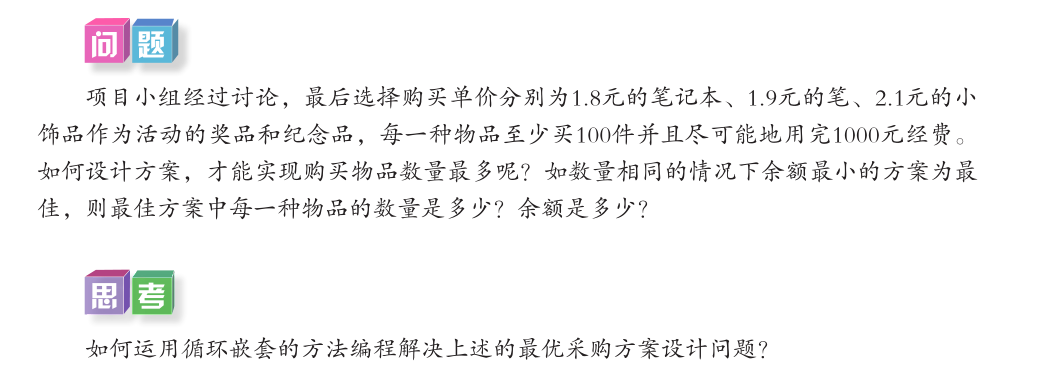 问题
项目小组经过讨论，最后选择购买单价分别为1.8元的笔记本、1.9元的笔、2.1元的小
饰品作为活动的奖品和纪念品，每一种物品至少买100件并且尽可能地用完1000元经费。
如何设计方案，才能实现购买物品数量最多呢？如数量相同的情况下余额最小的方案为最
佳，则最佳方案中每一种物品的数量是多少？余额是多少？
思考
如何运用循环嵌套的方法编程解决上述的最优采购方案设计问题？